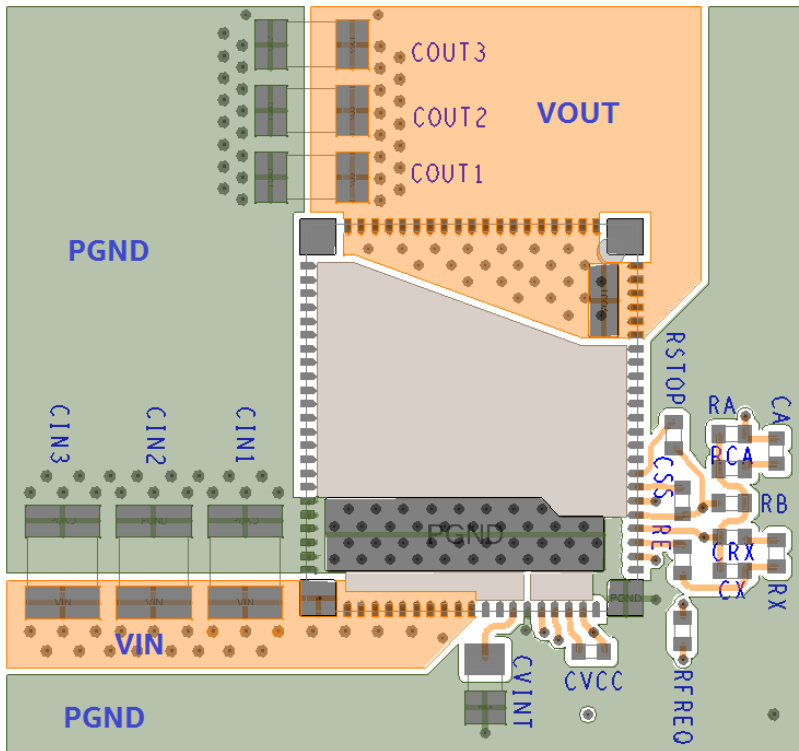 COUT3
COUT2
VOUT
COUT1
PGND
RSTOP
RA
CA
CIN3
CIN2
CIN1
RCA
CSS
RB
PGND
RE
CRX
CX
RX
VIN
VIN
VIN
PGND
VIN
CVCC
RFREQ
CVINT
PGND